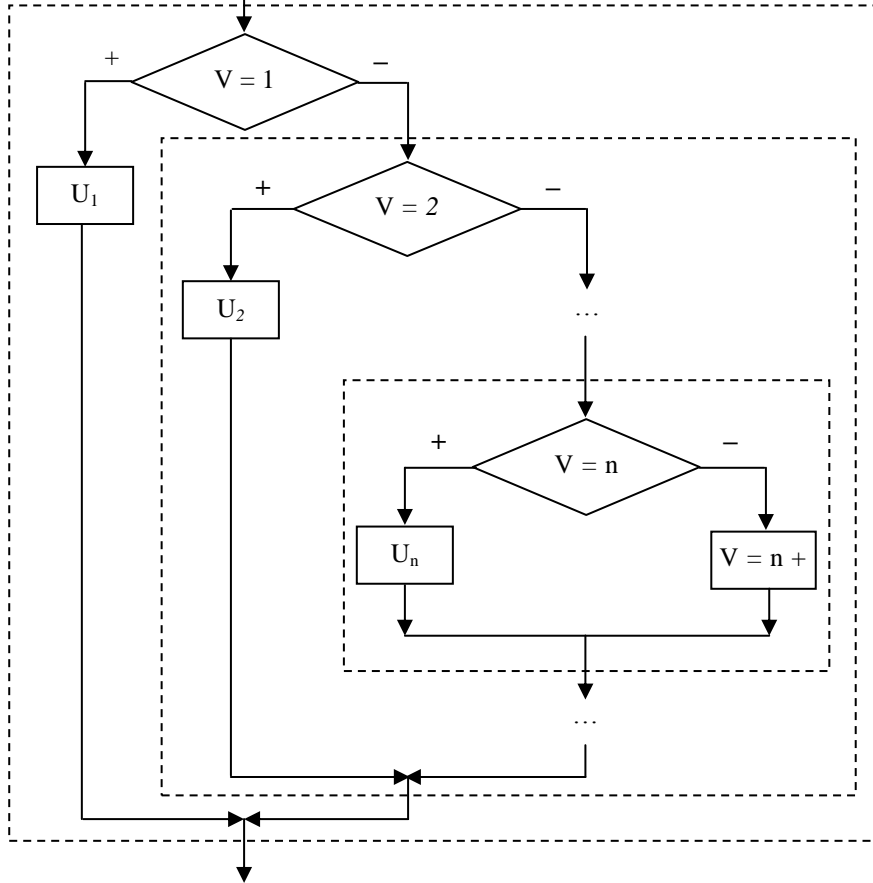 +
V = 1
–
U₁
+
V = 2
–
U₂
...
+
V = n
–
Uₙ
V = n +
...